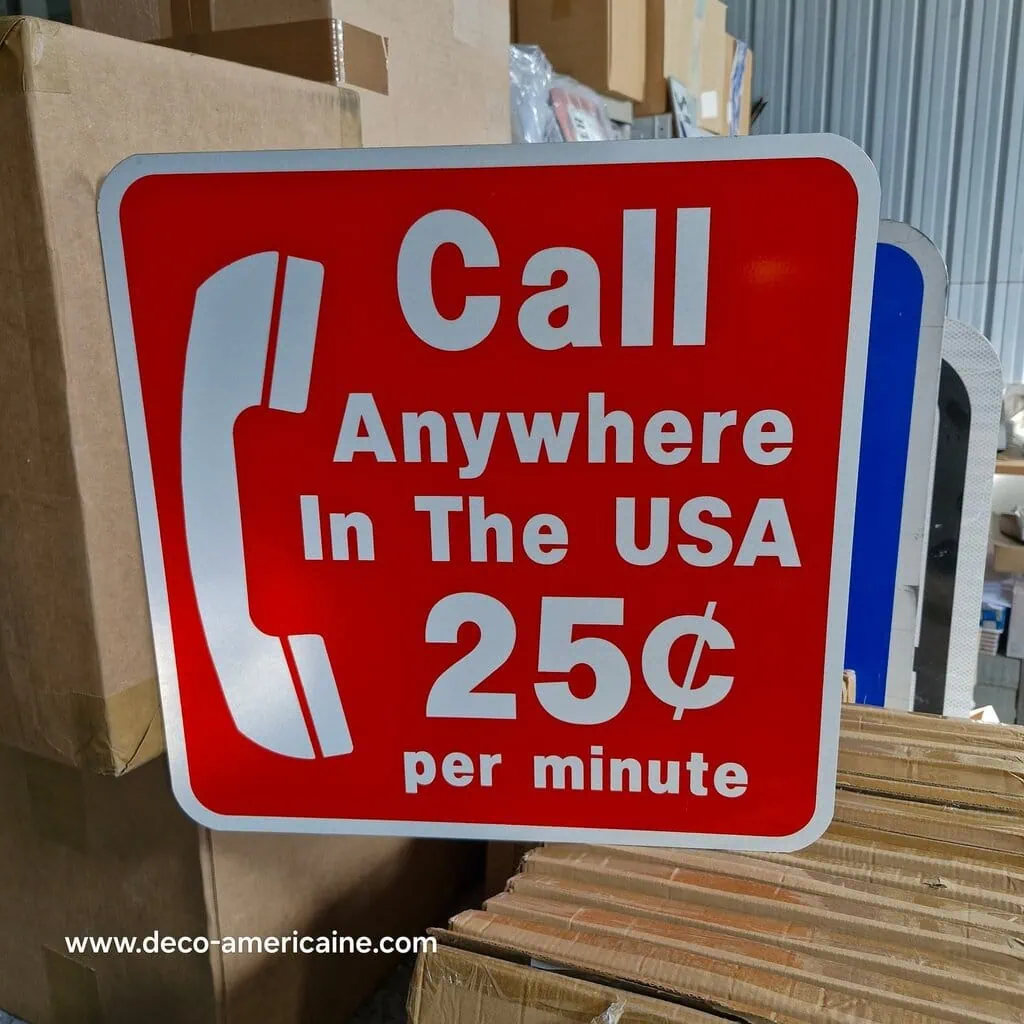 Call
Anywhere
In The USA
25¢
per minute
www.deco-americaine.com